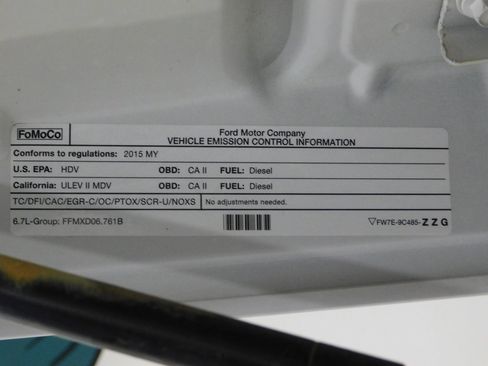 FoMoCo
Ford Motor Company
VEHICLE EMISSION CONTROL INFORMATION
Conforms to regulations: 2015 MY
U.S. EPA: HDV OBD: CA II FUEL: Diesel
California: ULEV II MDV OBD: CA II FUEL: Diesel
TC/DFI/CAC/EGR-C/OC/PTOX/SCR-U/NOXS No adjustments needed.
6.7L-Group: FFMXD06.761B FW7E-9C485-ZZG